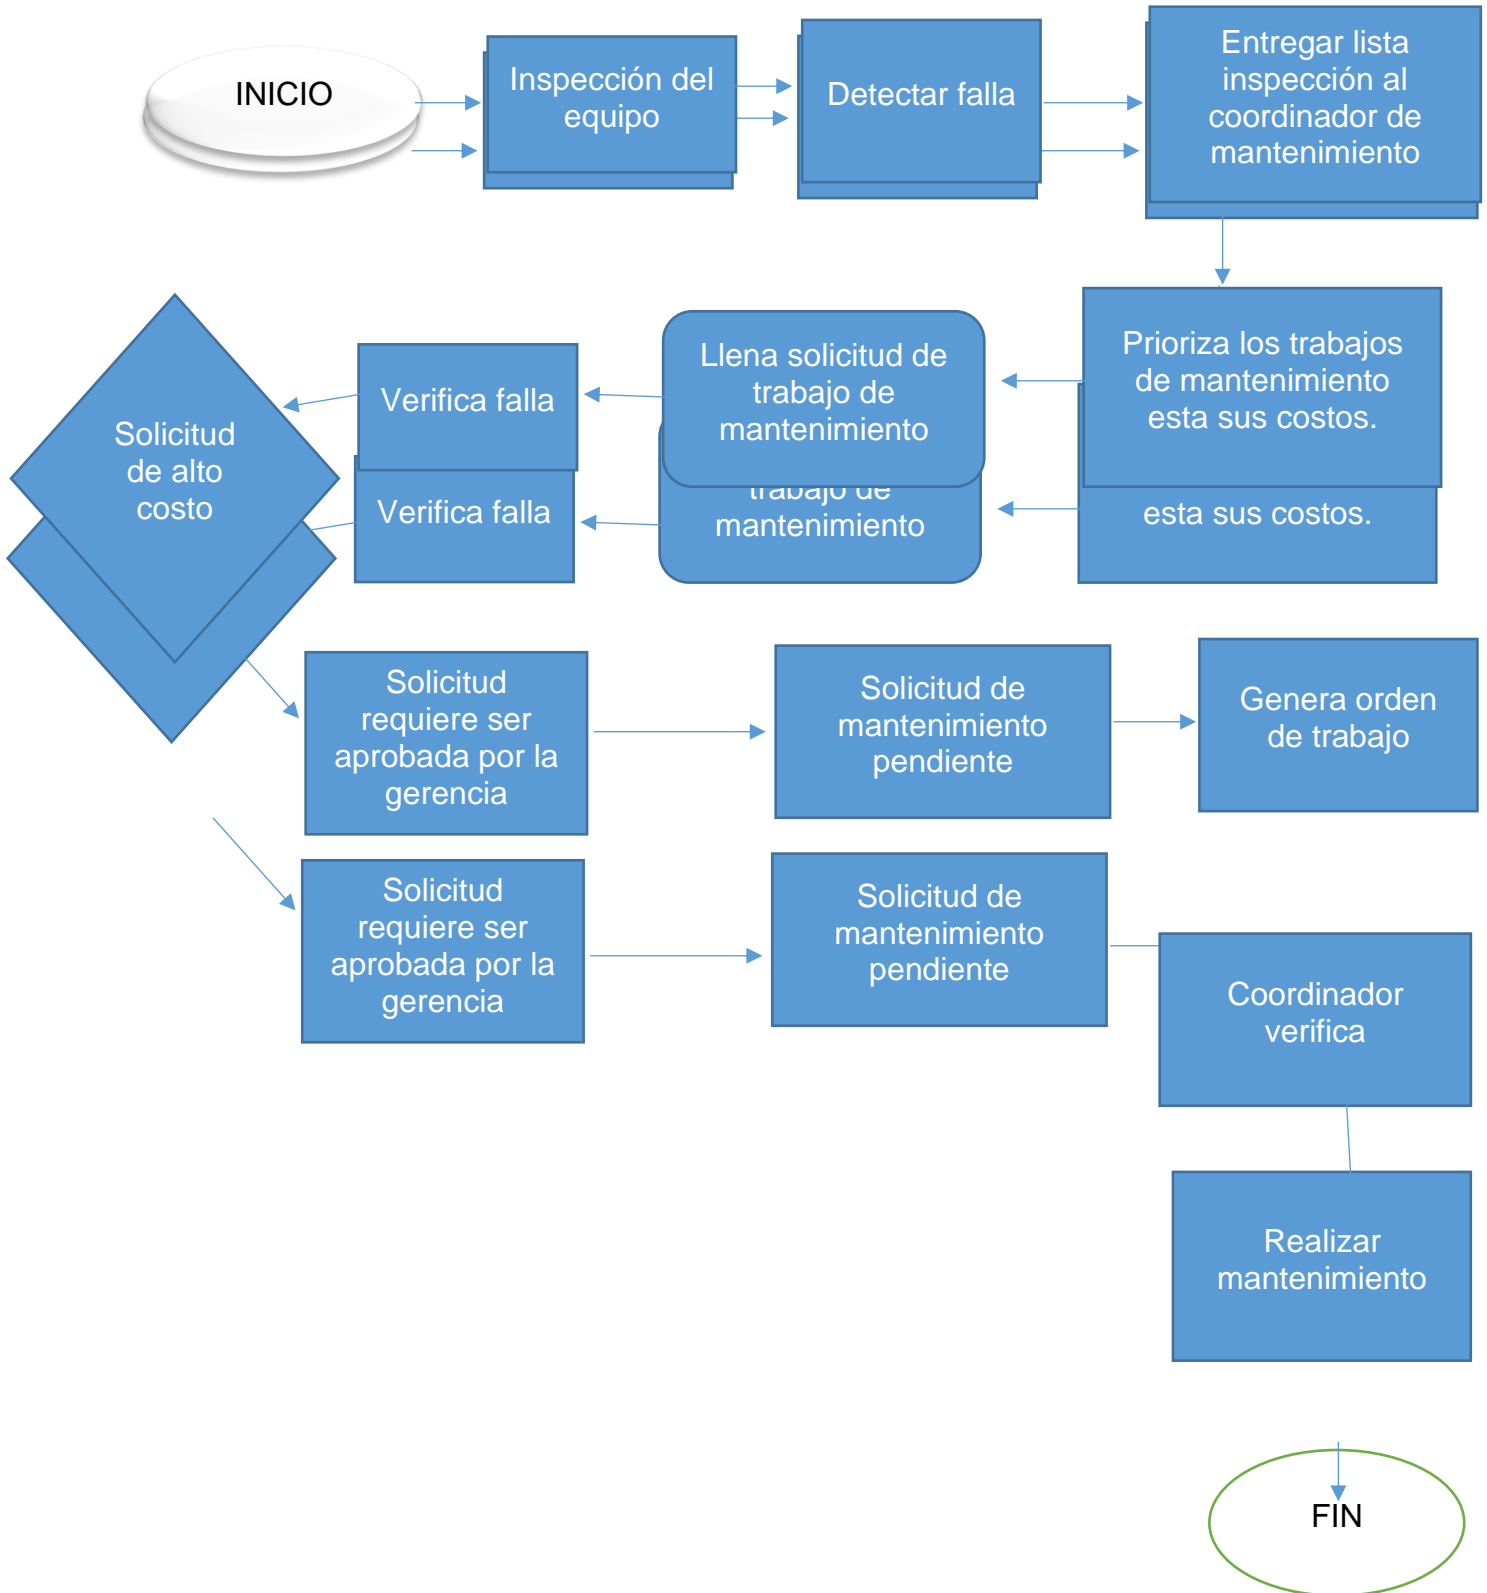 INICIO
Inspección del
equipo
Detectar falla
Entregar lista
inspección al
coordinador de
mantenimiento
Solicitud
de alto
costo
Verifica falla
Verifica falla
Llena solicitud de
trabajo de
mantenimiento
trabajo de
mantenimiento
Prioriza los trabajos
de mantenimiento
esta sus costos.
esta sus costos.
Solicitud
requiere ser
aprobada por la
gerencia
Solicitud de
mantenimiento
pendiente
Genera orden
de trabajo
Solicitud
requiere ser
aprobada por la
gerencia
Solicitud de
mantenimiento
pendiente
Coordinador
verifica
Realizar
mantenimiento
FIN